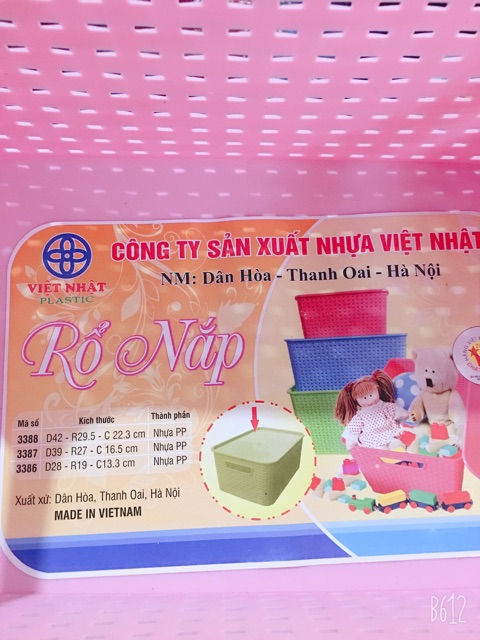 CÔNG TY SẢN XUẤT NHỰA VIỆT NHẬT
NM: Dân Hòa - Thanh Oai - Hà Nội
VIỆT NHẬT
PLASTIC
Rổ Nắp
Mã số Kích thước Thành phần
3388 D42 - R29.5 - C 22.3 cm Nhựa PP
3387 D39 - R27 - C 16.5 cm Nhựa PP
3386 D28 - R19 - C13.3 cm Nhựa PP
Xuất xứ: Dân Hòa, Thanh Oai, Hà Nội
MADE IN VIETNAM
B612